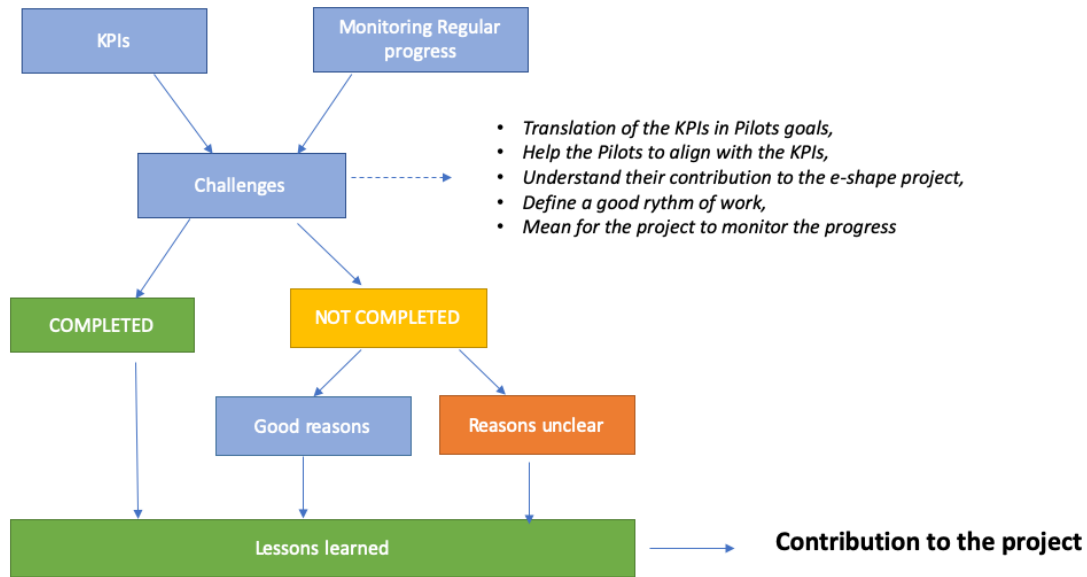 KPIs
Monitoring Regular
progress
Challenges
• Translation of the KPIs in Pilots goals,
• Help the Pilots to align with the KPIs,
• Understand their contribution to the e-shape project,
• Define a good rythm of work,
• Mean for the project to monitor the progress
COMPLETED
NOT COMPLETED
Good reasons
Reasons unclear
Lessons learned
Contribution to the project